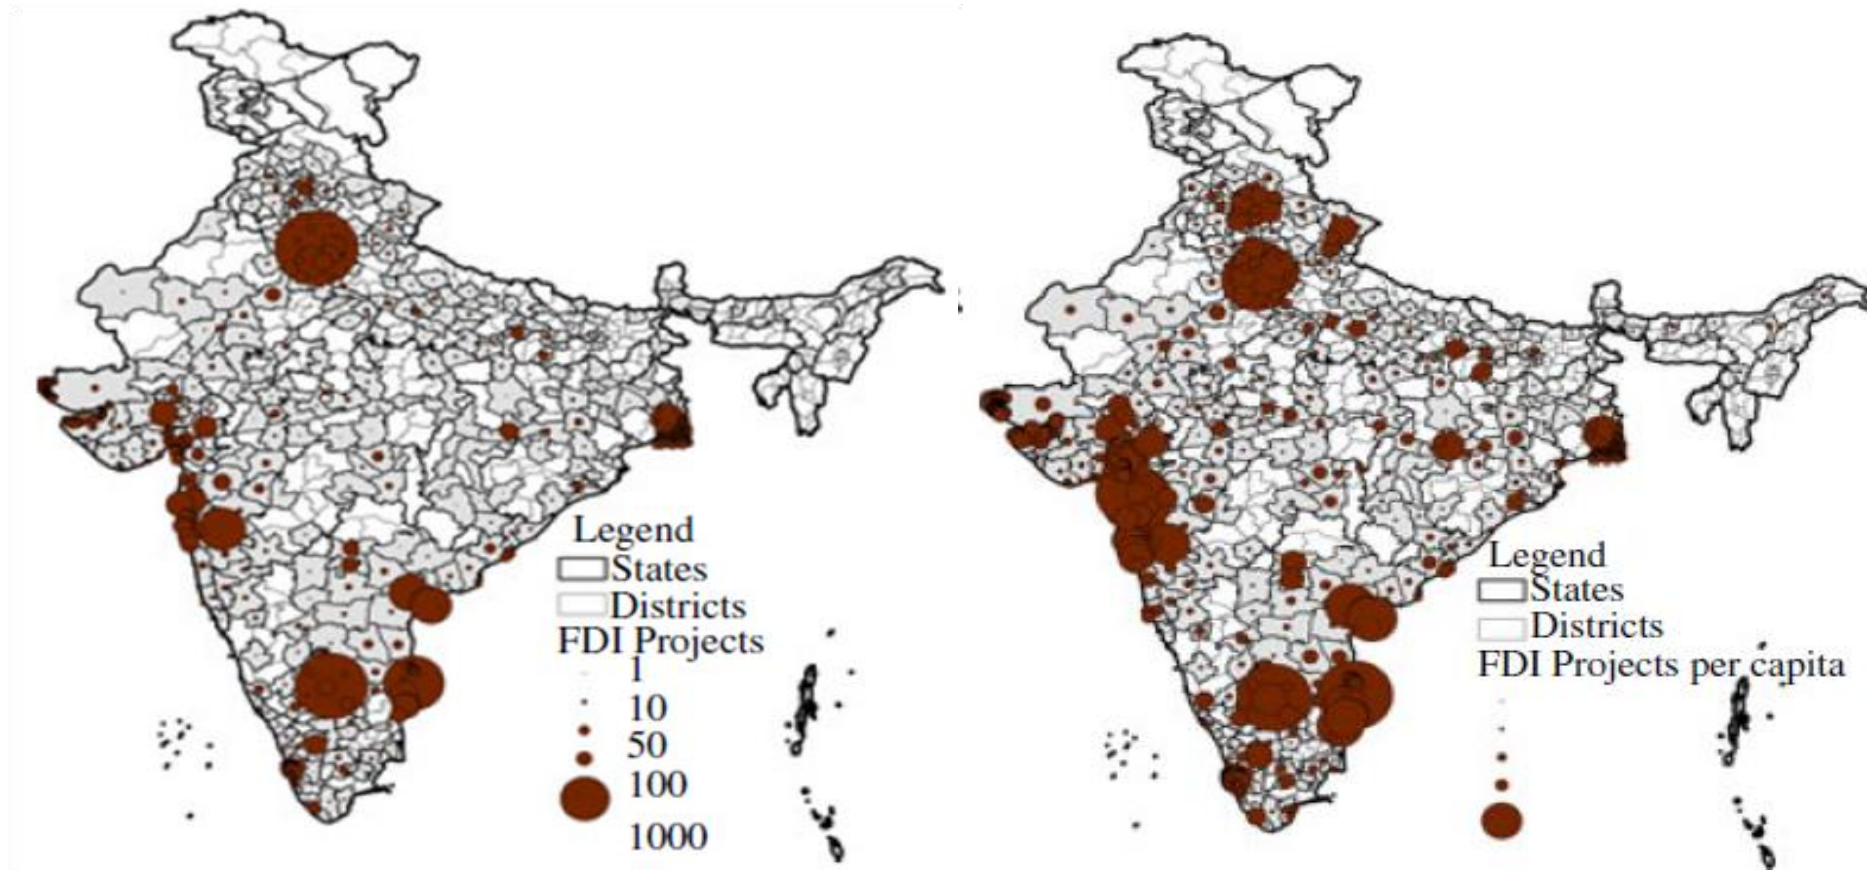 Legend
States
Districts
FDI Projects
1
10
50
100
1000
Legend
States
Districts
FDI Projects per capita